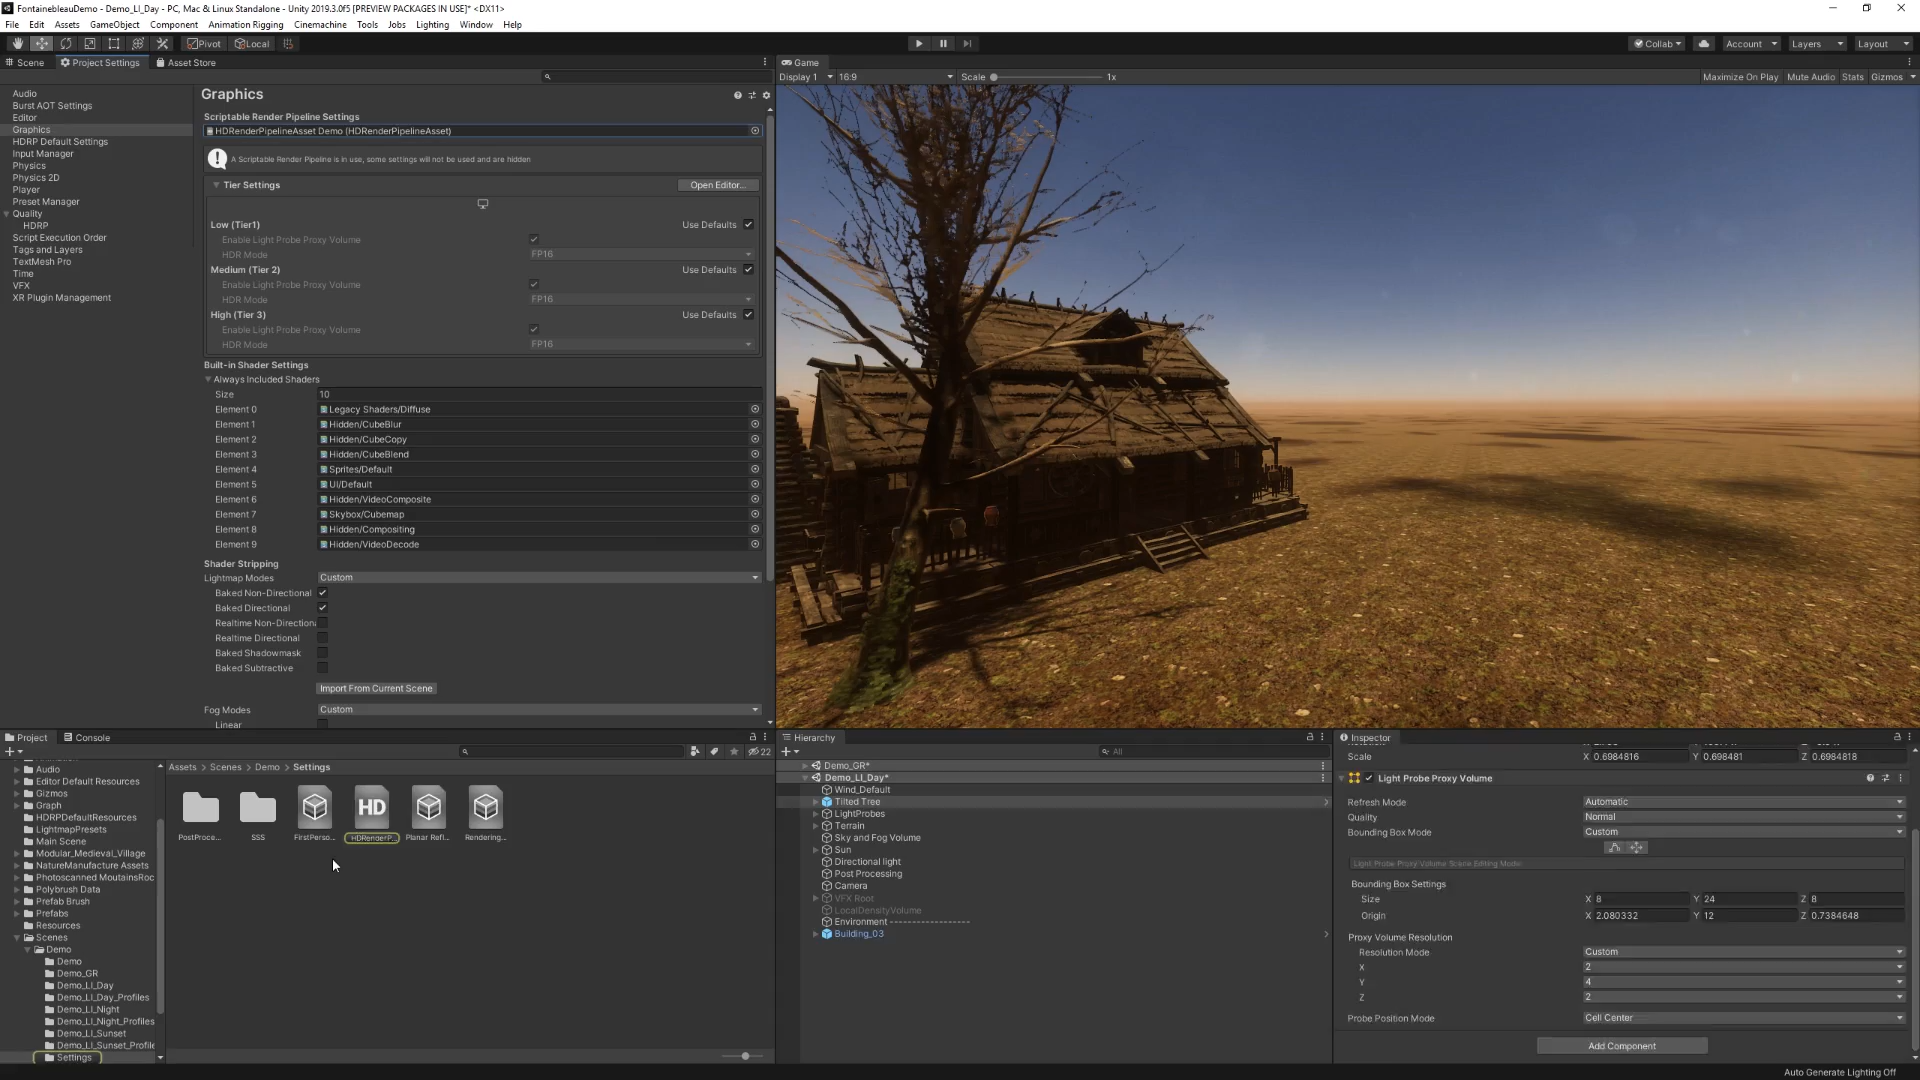 FontainebleauDemo - Demo_LI_Day - PC, Mac & Linux Standalone - Unity 2019.3.0f5 [PREVIEW PACKAGES IN USE]* <DX11>
File Edit Assets GameObject Component Animation Rigging Cinemachine Tools Jobs Lighting Window Help
Pivot Local Collab Account Layers Layout
Scene Project Settings Asset Store
Audio
Burst AOT Settings
Editor
Graphics
HDRP Default Settings
Input Manager
Physics
Physics 2D
Player
Preset Manager
Quality
HDRP
Script Execution Order
Tags and Layers
TextMesh Pro
Time
VFX
XR Plugin Management
Graphics
Scriptable Render Pipeline Settings
HDRenderPipelineAsset Demo (HDRenderPipelineAsset)
A Scriptable Render Pipeline is in use, some settings will not be used and are hidden
Tier Settings Open Editor...
Low (Tier1) Use Defaults
Enable Light Probe Proxy Volume
HDR Mode FP16
Medium (Tier 2) Use Defaults
Enable Light Probe Proxy Volume
HDR Mode FP16
High (Tier 3) Use Defaults
Enable Light Probe Proxy Volume
HDR Mode FP16
Built-in Shader Settings
Always Included Shaders
Size 10
Element 0 Legacy Shaders/Diffuse
Element 1 Hidden/CubeBlur
Element 2 Hidden/CubeCopy
Element 3 Hidden/CubeBlend
Element 4 Sprites/Default
Element 5 UI/Default
Element 6 Hidden/VideoComposite
Element 7 Skybox/Cubemap
Element 8 Hidden/Compositing
Element 9 Hidden/VideoDecode
Shader Stripping
Lightmap Modes Custom
Baked Non-Directional
Baked Directional
Realtime Non-Directiona
Realtime Directional
Baked Shadowmask
Baked Subtractive
Import From Current Scene
Fog Modes Custom
Linear
Game
Display 1 16:9 Scale 1x Maximize On Play Mute Audio Stats Gizmos
Project Console
22
Audio
Editor Default Resources
Gizmos
Graph
HDRPDefaultResources
LightmapPresets
Main Scene
Modular_Medieval_Village
NatureManufacture Assets
Photoscanned MoutainsRoc
Polybrush Data
Prefab Brush
Prefabs
Resources
Scenes
Demo
Demo
Demo_GR
Demo_LI_Day
Demo_LI_Day_Profiles
Demo_LI_Night
Demo_LI_Night_Profiles
Demo_LI_Sunset
Demo_LI_Sunset_Profile
Settings
Assets > Scenes > Demo > Settings
HD
PostProce... SSS FirstPerso... HDRenderP... Planar Refl... Rendering...
Hierarchy
All
Demo_GR*
Demo_LI_Day*
Wind_Default
Tilted Tree
LightProbes
Terrain
Sky and Fog Volume
Sun
Directional light
Post Processing
Camera
VFX Root
LocalDensityVolume
Environment ------------------
Building_03
Inspector
Scale X 0.6984816 Y 0.698481 Z 0.6984818
Light Probe Proxy Volume
Refresh Mode Automatic
Quality Normal
Bounding Box Mode Custom
Light Probe Proxy Volume Scene Editing Mode
Bounding Box Settings
Size X 8 Y 24 Z 8
Origin X 2.080332 Y 12 Z 0.7384648
Proxy Volume Resolution
Resolution Mode Custom
X 2
Y 4
Z 2
Probe Position Mode Cell Center
Add Component
Auto Generate Lighting Off